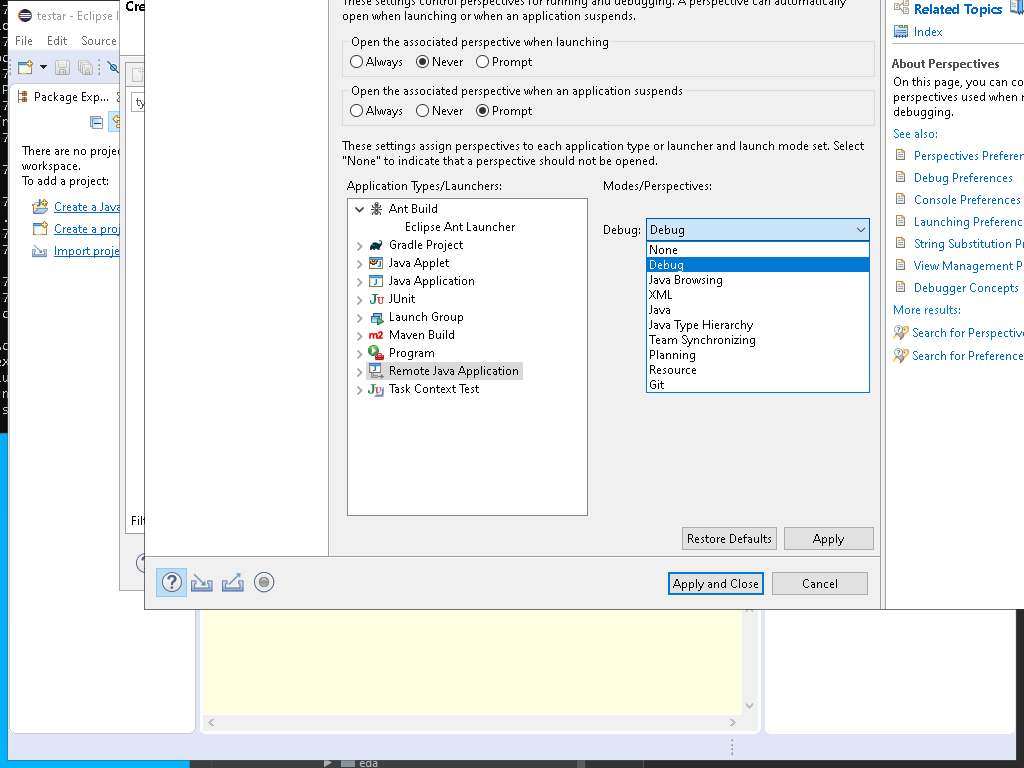 testar - Eclipse I
File Edit Source
Package Exp...
There are no proje
workspace.
To add a project:
Create a Java
Create a proj
Import proje
Cre
ty
Filt
These settings control perspectives for running and debugging. A perspective can automatically
open when launching or when an application suspends.
Open the associated perspective when launching
Always Never Prompt
Open the associated perspective when an application suspends
Always Never Prompt
These settings assign perspectives to each application type or launcher and launch mode set. Select
"None" to indicate that a perspective should not be opened.
Application Types/Launchers:
Ant Build
Eclipse Ant Launcher
Gradle Project
Java Applet
Java Application
JUnit
Launch Group
Maven Build
Program
Remote Java Application
Task Context Test
Modes/Perspectives:
Debug: Debug
None
Debug
Java Browsing
XML
Java
Java Type Hierarchy
Team Synchronizing
Planning
Resource
Git
Restore Defaults Apply
Apply and Close Cancel
Related Topics
Index
About Perspectives
On this page, you can co
perspectives used when r
debugging.
See also:
Perspectives Preferen
Debug Preferences
Console Preferences
Launching Preferenc
String Substitution Pr
View Management P
Debugger Concepts
More results:
Search for Perspective
Search for Preference
eda